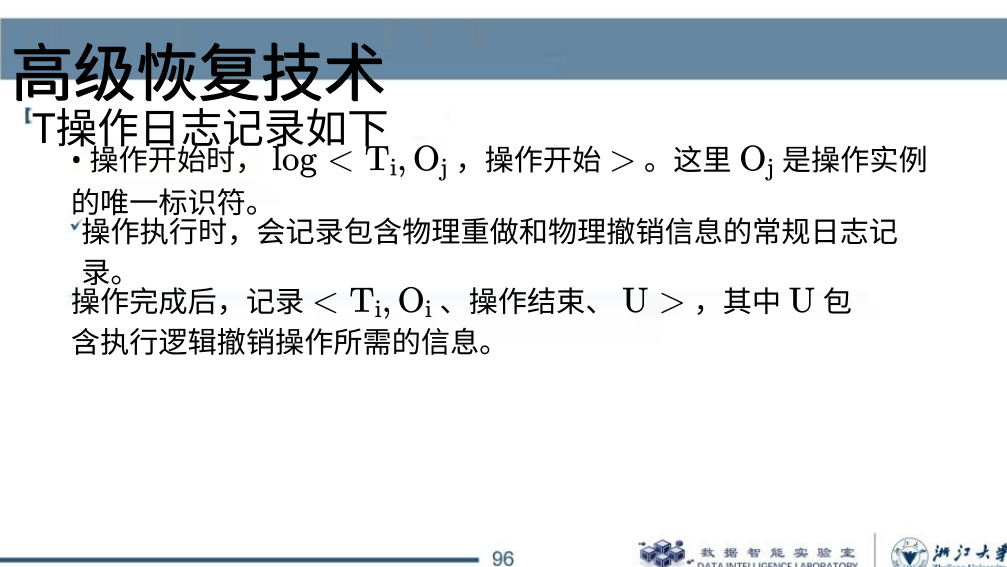 高级恢复技术
T操作日志记录如下
• 操作开始时， log < Ti, Oj ，操作开始 > 。这里 Oj 是操作实例
的唯一标识符。
操作执行时，会记录包含物理重做和物理撤销信息的常规日志记
录。
操作完成后，记录 < Ti, Oi 、操作结束、 U > ，其中 U 包
含执行逻辑撤销操作所需的信息。
96
数据智能实验室
DATA INTELLIGENCE LABORATORY
浙江大学